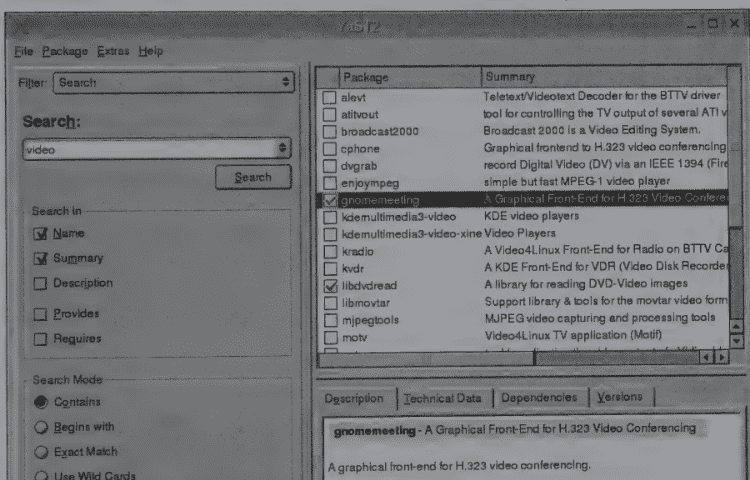 YaST2
File Package Extras Help
Filter: Search
Search:
video
Search
Search in
Name
Summary
Description
Provides
Requires
Search Mode
Contains
Begins with
Exact Match
Use Wild Cards
Package Summary
alevt Teletext/Videotext Decoder for the BTTV driver
atitvout tool for controlling the TV output of several ATI v
broadcast2000 Broadcast 2000 is a Video Editing System.
cphone Graphical frontend to H.323 video conferencing
dvgrab record Digital Video (DV) via an IEEE 1394 (Fire
enjoympeg simple but fast MPEG-1 video player
gnomemeeting A Graphical Front-End for H.323 Video Conferen
kdemultimedia3-video KDE video players
kdemultimedia3-video-xine Video Players
kradio A Video4Linux Front-End for Radio on BTTV Ca
kvdr A KDE Front-End for VDR (Video Disk Recorder
libdvdread A library for reading DVD-Video images
libmovtar Support library & tools for the movtar video form
mjpegtools MJPEG video capturing and processing tools
motv Video4Linux TV application (Motif)
Description Technical Data Dependencies Versions
gnomemeeting - A Graphical Front-End for H.323 Video Conferencing
A graphical front-end for H.323 video conferencing.